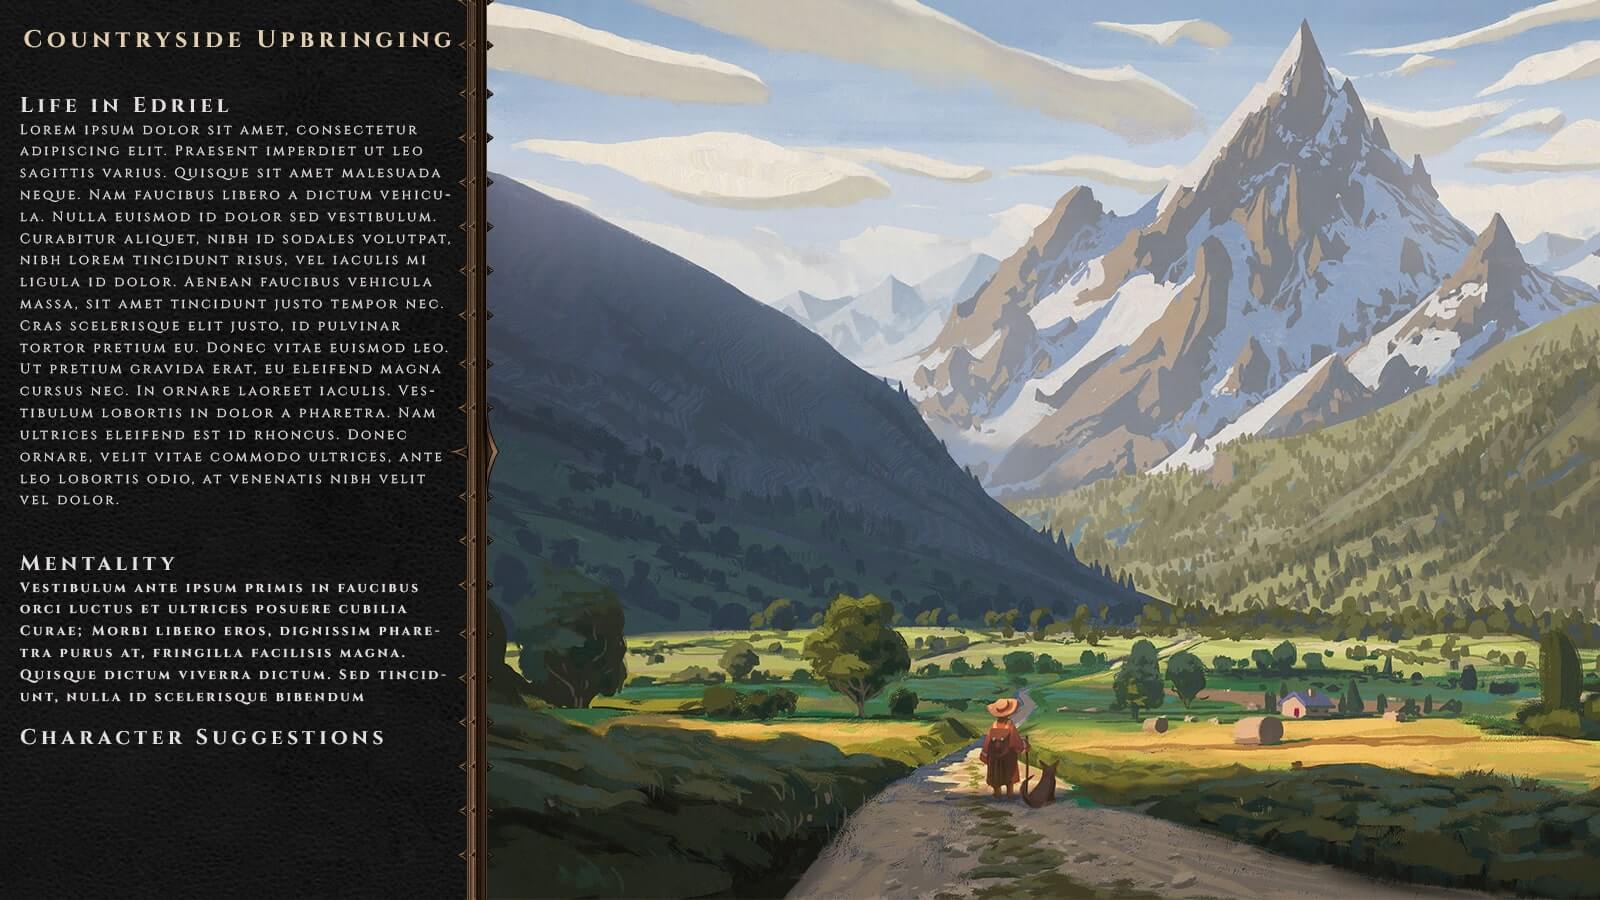 Countryside Upbringing
Life in Edriel
Lorem ipsum dolor sit amet, consectetur
adipiscing elit. Praesent imperdiet ut leo
sagittis varius. Quisque sit amet malesuada
neque. Nam faucibus libero a dictum vehicu-
la. Nulla euismod id dolor sed vestibulum.
Curabitur aliquet, nibh id sodales volutpat,
nibh lorem tincidunt risus, vel iaculis mi
ligula id dolor. Aenean faucibus vehicula
massa, sit amet tincidunt justo tempor nec.
Cras scelerisque elit justo, id pulvinar
tortor pretium eu. Donec vitae euismod leo.
Ut pretium gravida erat, eu eleifend magna
cursus nec. In ornare laoreet iaculis. Ves-
tibulum lobortis in dolor a pharetra. Nam
ultrices eleifend est id rhoncus. Donec
ornare, velit vitae commodo ultrices, ante
leo lobortis odio, at venenatis nibh velit
vel dolor.
Mentality
Vestibulum ante ipsum primis in faucibus
orci luctus et ultrices posuere cubilia
Curae; Morbi libero eros, dignissim phare-
tra purus at, fringilla facilisis magna.
Quisque dictum viverra dictum. Sed tincid-
unt, nulla id scelerisque bibendum
Character Suggestions